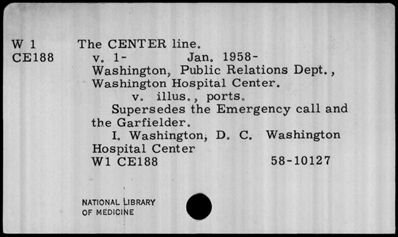 W 1 The CENTER line.
CE188 v. 1- Jan. 1958-
Washington, Public Relations Dept.,
Washington Hospital Center.
v. illus., ports.
Supersedes the Emergency call and
the Garfielder.
I. Washington, D. C. Washington
Hospital Center
W1 CE188 58-10127
NATIONAL LIBRARY
OF MEDICINE